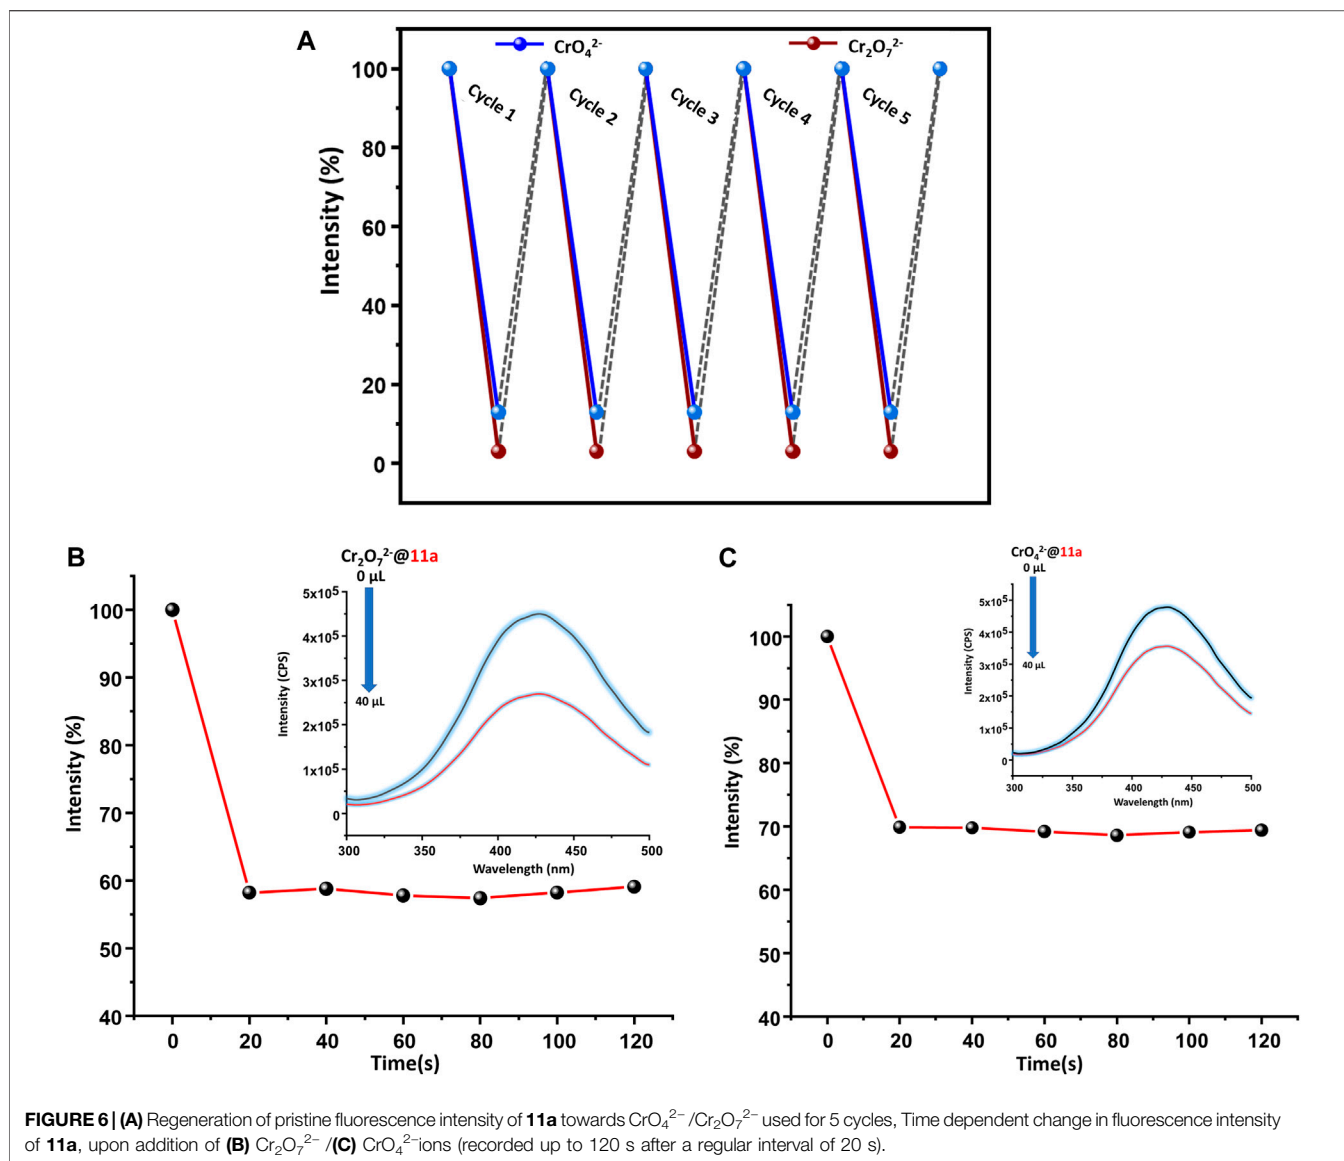 A
CrO₄²⁻
Cr₂O₇²⁻
Intensity (%)
100
80
60
40
20
0
Cycle 1
Cycle 2
Cycle 3
Cycle 4
Cycle 5
B
Cr₂O₇²⁻@11a
0 µL
40 µL
Intensity (%)
100
90
80
70
60
50
40
0 20 40 60 80 100 120
Time(s)
Intensity (CPS)
5x10⁵
4x10⁵
3x10⁵
2x10⁵
1x10⁵
0
300 350 400 450 500
Wavelength (nm)
C
CrO₄²⁻@11a
0 µL
40 µL
Intensity (%)
100
90
80
70
60
50
40
0 20 40 60 80 100 120
Time(s)
Intensity (CPS)
5x10⁵
4x10⁵
3x10⁵
2x10⁵
1x10⁵
0
300 350 400 450 500
Wavelength (nm)
FIGURE 6 | (A) Regeneration of pristine fluorescence intensity of 11a towards CrO₄²⁻ /Cr₂O₇²⁻ used for 5 cycles, Time dependent change in fluorescence intensity
of 11a, upon addition of (B) Cr₂O₇²⁻ /(C) CrO₄²⁻ions (recorded up to 120 s after a regular interval of 20 s).